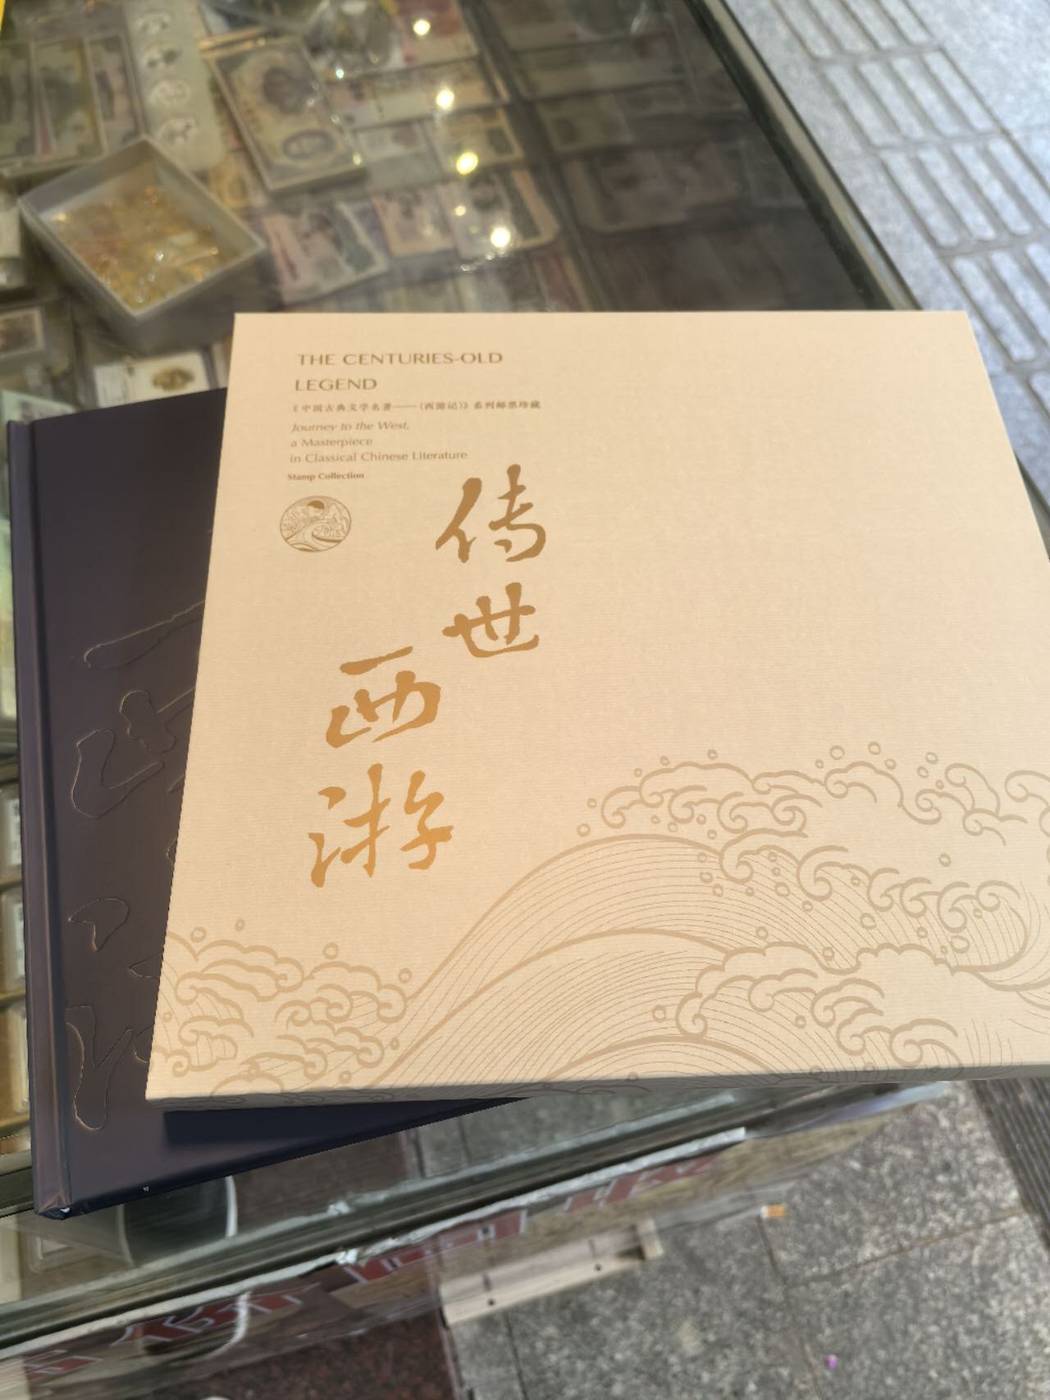 THE CENTURIES-OLD
LEGEND
《中国古典文学名著——《西游记》》系列邮票珍藏
Journey to the West,
a Masterpiece
in Classical Chinese Literature
Stamp Collection
传世
西游